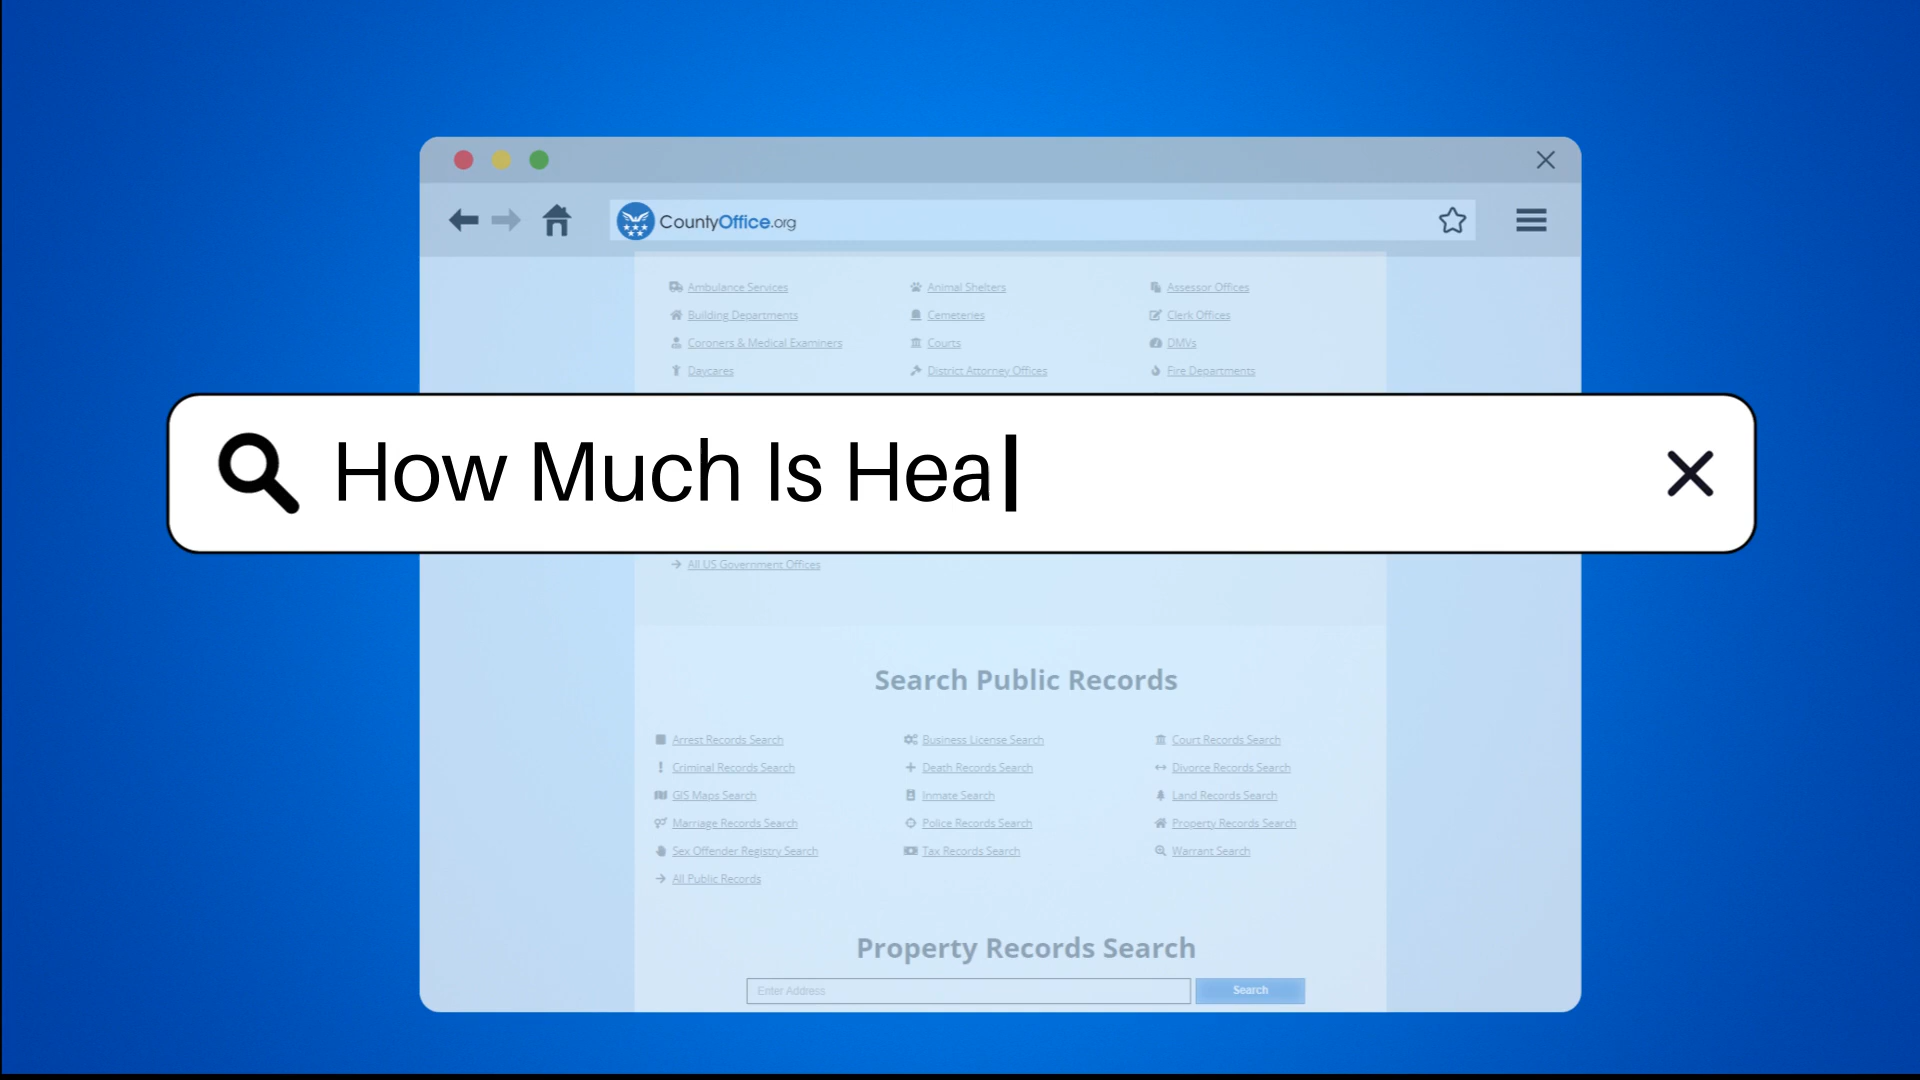 CountyOffice.org
Ambulance Services Animal Shelters Assessor Offices
Building Departments Cemeteries Clerk Offices
Coroners & Medical Examiners Courts DMVs
Daycares District Attorney Offices Fire Departments
How Much Is Hea
All US Government Offices
Search Public Records
Arrest Records Search Business License Search Court Records Search
Criminal Records Search Death Records Search Divorce Records Search
GIS Maps Search Inmate Search Land Records Search
Marriage Records Search Police Records Search Property Records Search
Sex Offender Registry Search Tax Records Search Warrant Search
All Public Records
Property Records Search
Enter Address Search